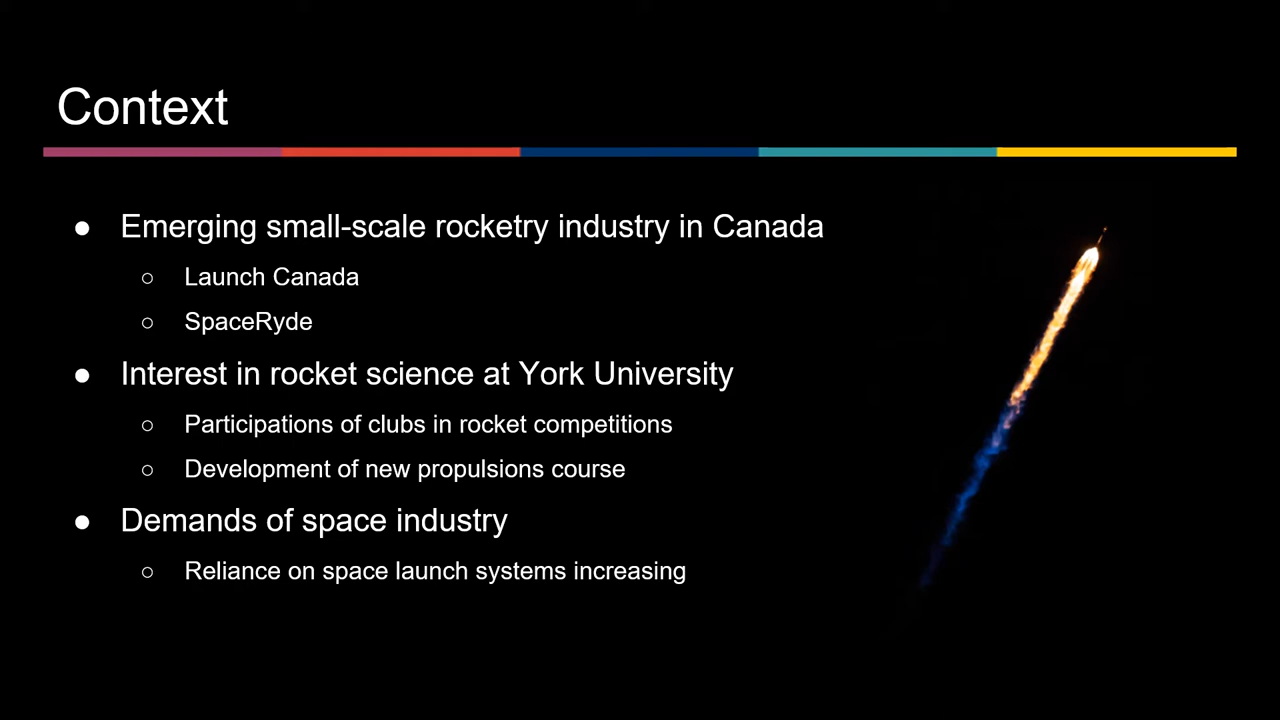 Context
● Emerging small-scale rocketry industry in Canada
○ Launch Canada
○ SpaceRyde
● Interest in rocket science at York University
○ Participations of clubs in rocket competitions
○ Development of new propulsions course
● Demands of space industry
○ Reliance on space launch systems increasing